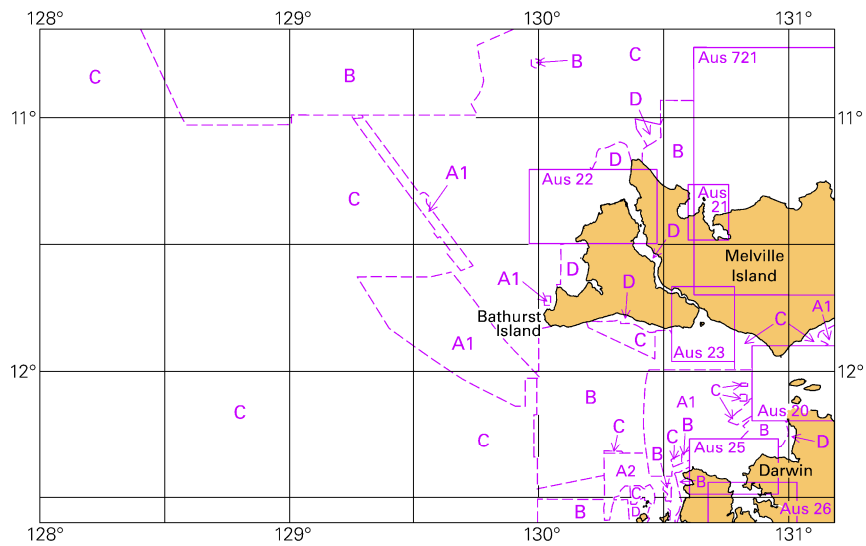 128°
129°
130°
131°
C
B
B
C
Aus 721
11°
D
11°
B
D
A1
Aus 22
C
Aus
21
D
Melville
Island
D
A1
D
Bathurst
Island
C
A1
A1
C
Aus 23
12°
12°
C
B
A1
C
Aus 20
C
C
C
B
B
D
C
B
Aus 25
A2
Darwin
B
C
D
B
Aus 26
128°
129°
130°
131°